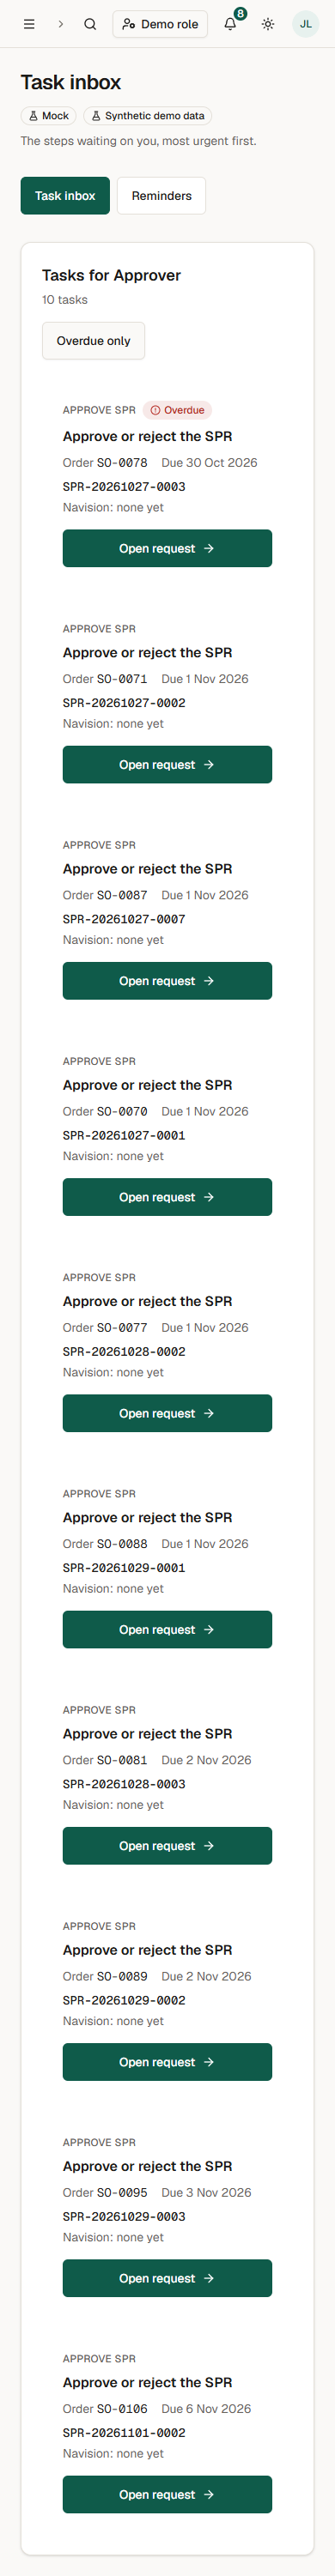 Demo role
8
JL
Task inbox
Mock
Synthetic demo data
The steps waiting on you, most urgent first.
Task inbox
Reminders
Tasks for Approver
10 tasks
Overdue only
APPROVE SPR
Overdue
Approve or reject the SPR
Order SO-0078 Due 30 Oct 2026
SPR-20261027-0003
Navision: none yet
Open request
APPROVE SPR
Approve or reject the SPR
Order SO-0071 Due 1 Nov 2026
SPR-20261027-0002
Navision: none yet
Open request
APPROVE SPR
Approve or reject the SPR
Order SO-0087 Due 1 Nov 2026
SPR-20261027-0007
Navision: none yet
Open request
APPROVE SPR
Approve or reject the SPR
Order SO-0070 Due 1 Nov 2026
SPR-20261027-0001
Navision: none yet
Open request
APPROVE SPR
Approve or reject the SPR
Order SO-0077 Due 1 Nov 2026
SPR-20261028-0002
Navision: none yet
Open request
APPROVE SPR
Approve or reject the SPR
Order SO-0088 Due 1 Nov 2026
SPR-20261029-0001
Navision: none yet
Open request
APPROVE SPR
Approve or reject the SPR
Order SO-0081 Due 2 Nov 2026
SPR-20261028-0003
Navision: none yet
Open request
APPROVE SPR
Approve or reject the SPR
Order SO-0089 Due 2 Nov 2026
SPR-20261029-0002
Navision: none yet
Open request
APPROVE SPR
Approve or reject the SPR
Order SO-0095 Due 3 Nov 2026
SPR-20261029-0003
Navision: none yet
Open request
APPROVE SPR
Approve or reject the SPR
Order SO-0106 Due 6 Nov 2026
SPR-20261101-0002
Navision: none yet
Open request